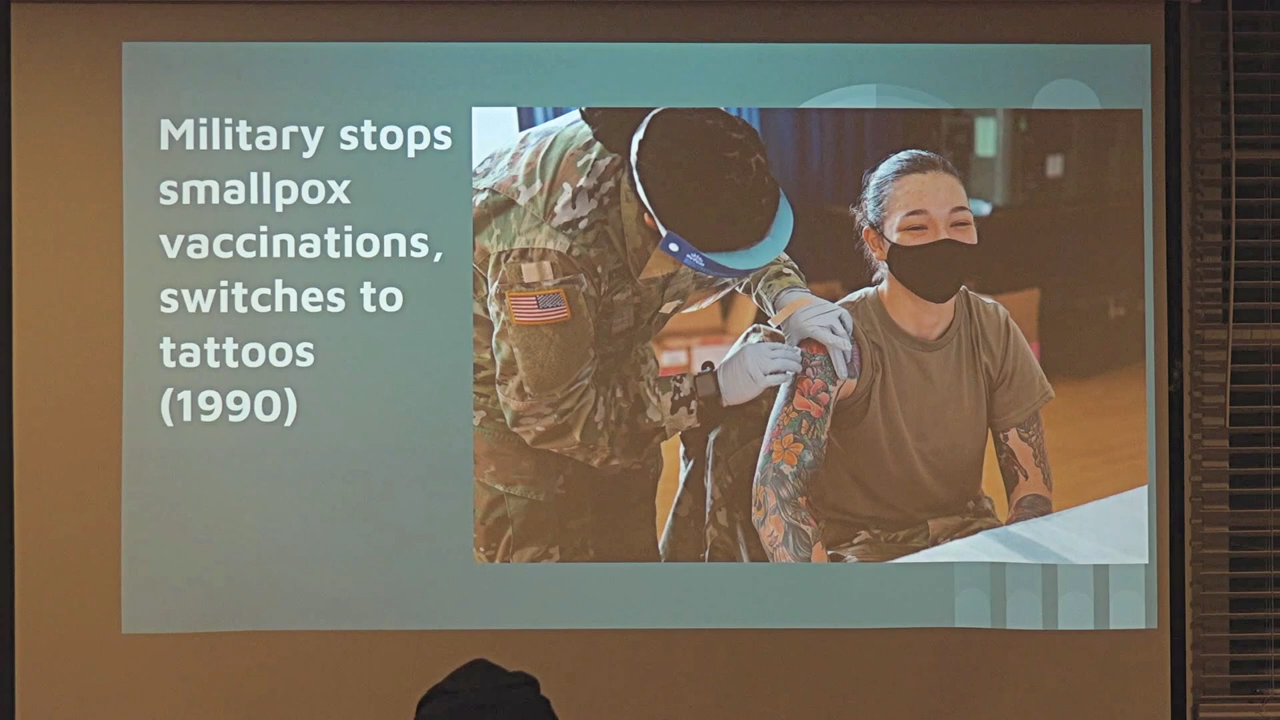 Military stops
smallpox
vaccinations,
switches to
tattoos
(1990)